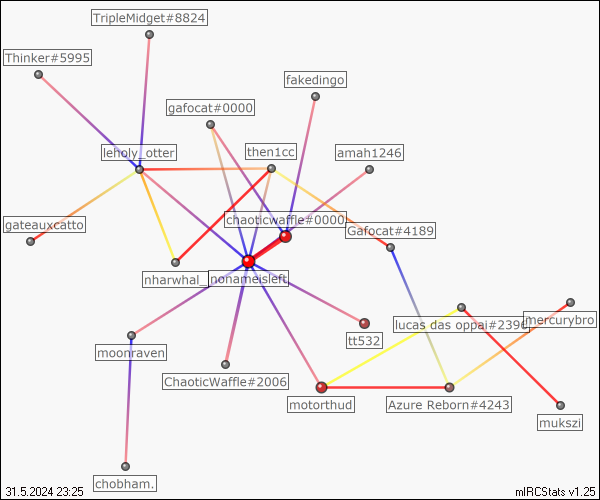 TripleMidget#8824
Thinker#5995
fakedingo
gafocat#0000
leholy_otter
then1cc
amah1246
gateauxcatto
chaoticwaffle#0000
Gafocat#4189
nharwhal_
nonameisleft
lucas das oppai#2396
mercurybro
tt532
moonraven
ChaoticWaffle#2006
motorthud
Azure Reborn#4243
mukszi
chobham.
31.5.2024 23:25
mIRCStats v1.25